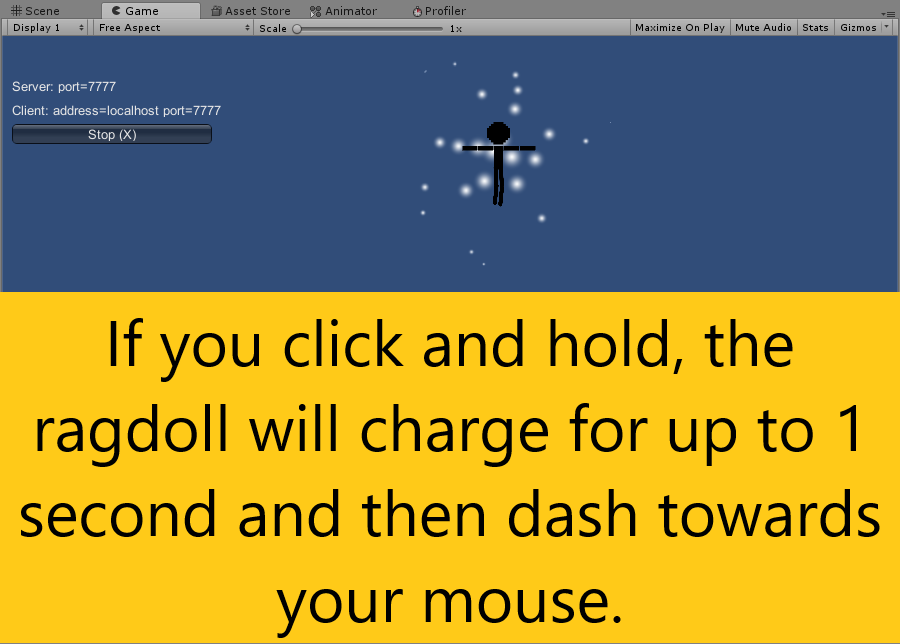 Scene Game Asset Store Animator Profiler
Display 1 Free Aspect Scale 1x Maximize On Play Mute Audio Stats Gizmos
Server: port=7777
Client: address=localhost port=7777
Stop (X)
If you click and hold, the
ragdoll will charge for up to 1
second and then dash towards
your mouse.